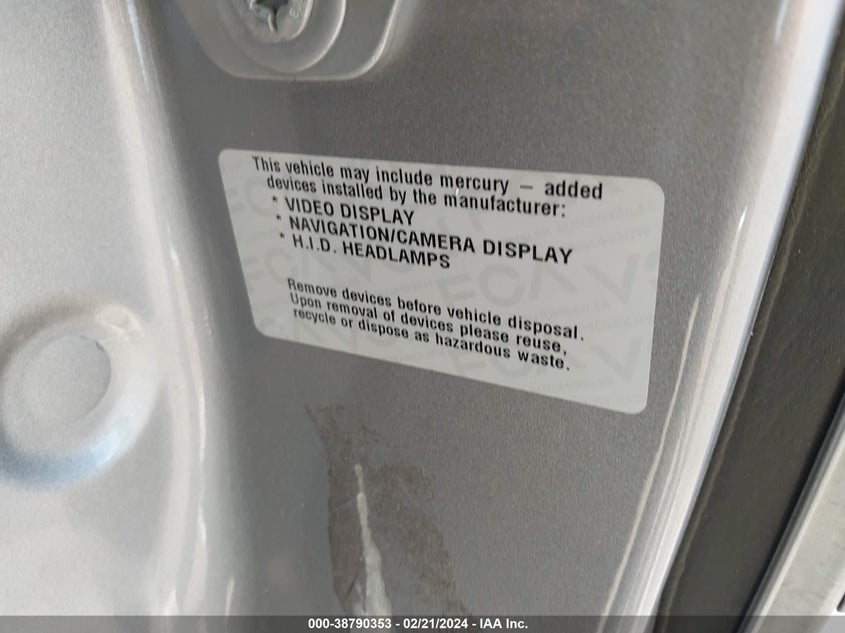 This vehicle may include mercury — added
devices installed by the manufacturer:
* VIDEO DISPLAY
* NAVIGATION/CAMERA DISPLAY
* H.I.D. HEADLAMPS
Remove devices before vehicle disposal.
Upon removal of devices please reuse,
recycle or dispose as hazardous waste.
000-38790353 / 02/21/2024 - IAA Inc.